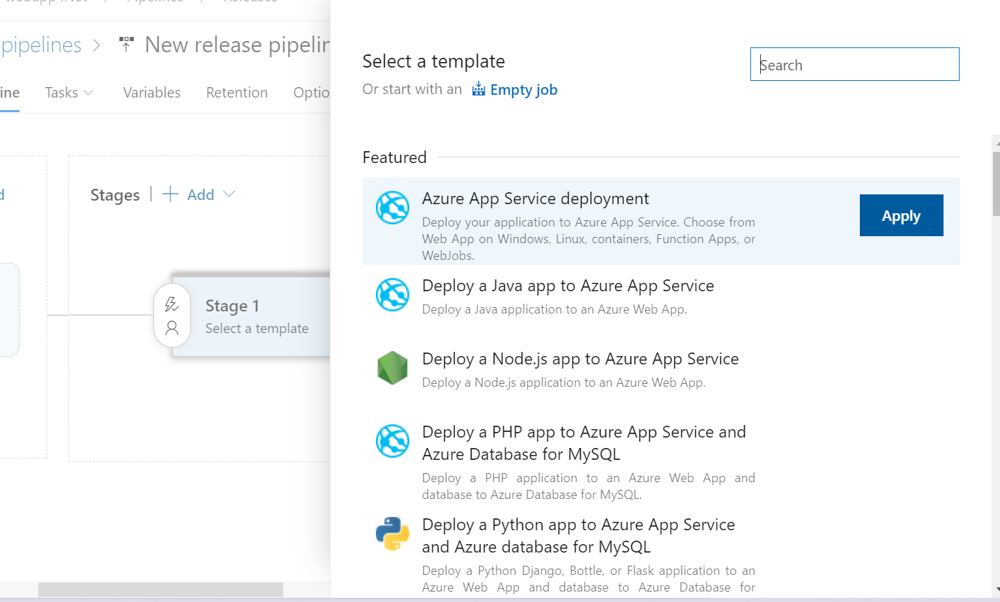 Pipelines / Releases
pipelines > New release pipelin
ine Tasks Variables Retention Optio
d
Stages | + Add
Stage 1
Select a template
Select a template
Search
Or start with an Empty job
Featured
Azure App Service deployment
Deploy your application to Azure App Service. Choose from
Web App on Windows, Linux, containers, Function Apps, or
WebJobs.
Apply
Deploy a Java app to Azure App Service
Deploy a Java application to an Azure Web App.
Deploy a Node.js app to Azure App Service
Deploy a Node.js application to an Azure Web App.
Deploy a PHP app to Azure App Service and
Azure Database for MySQL
Deploy a PHP application to an Azure Web App and
database to Azure Database for MySQL.
Deploy a Python app to Azure App Service
and Azure database for MySQL
Deploy a Python Django, Bottle, or Flask application to an
Azure Web App and database to Azure Database for